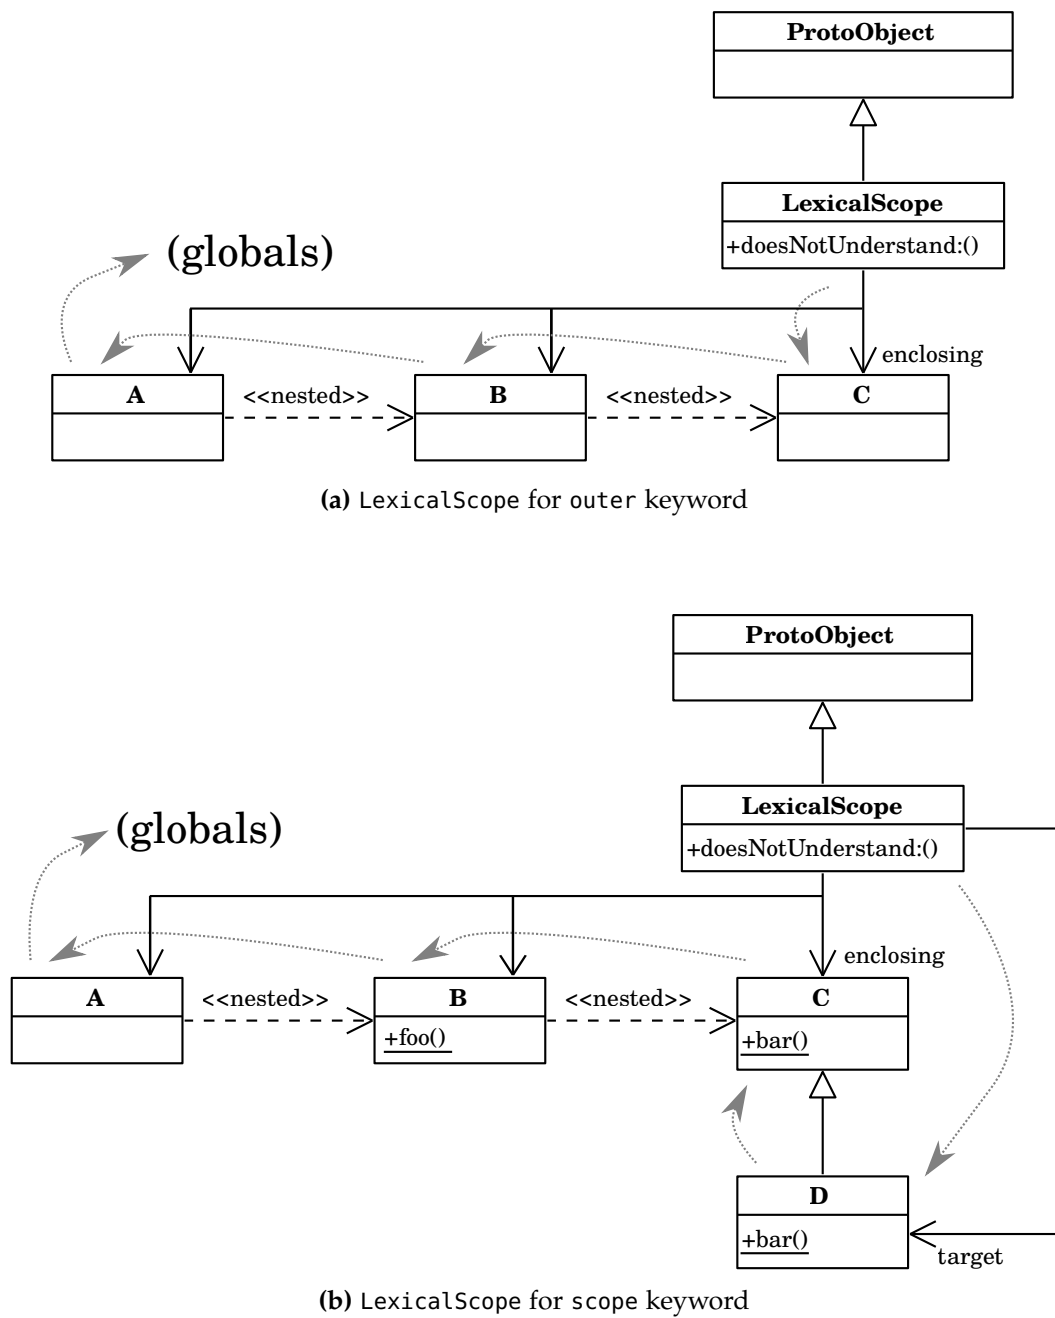 ProtoObject
LexicalScope
+doesNotUnderstand:()
(globals)
enclosing
A
<<nested>>
B
<<nested>>
C
(a) LexicalScope for outer keyword
ProtoObject
LexicalScope
+doesNotUnderstand:()
(globals)
enclosing
A
<<nested>>
B
<<nested>>
C
+foo()
+bar()
D
+bar()
target
(b) LexicalScope for scope keyword